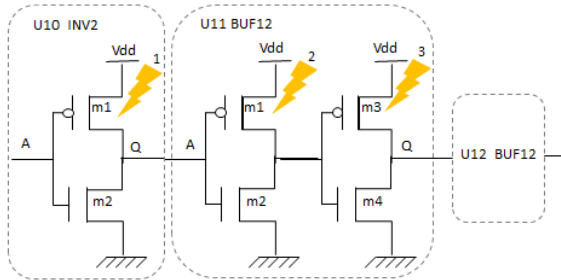 U10 INV2
U11 BUF12
Vdd
1
Vdd
2
Vdd
3
m1
m1
m3
A
Q
A
Q
U12 BUF12
m2
m2
m4